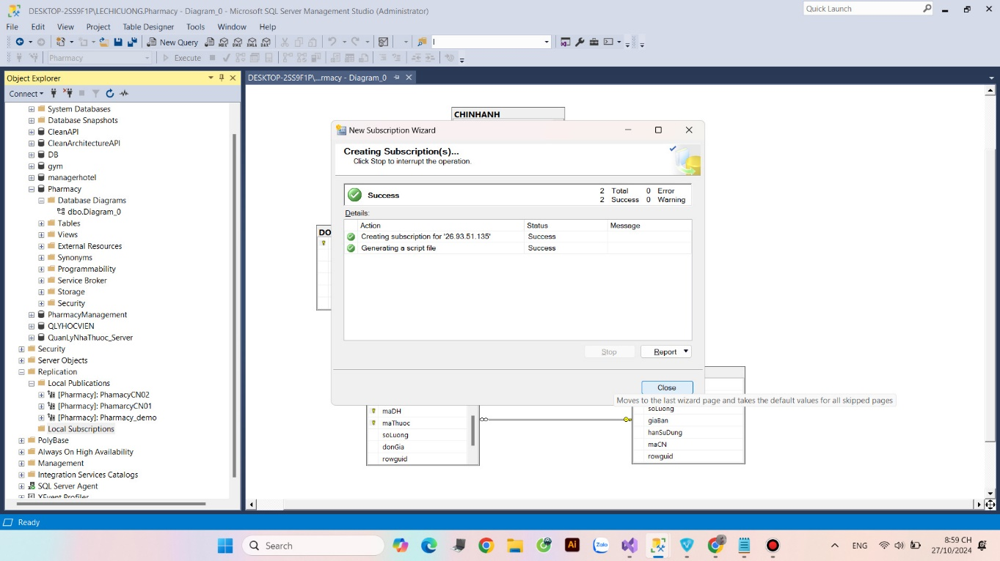 DESKTOP-2SS9F1P\LECHICUONG.Pharmacy - Diagram_0 - Microsoft SQL Server Management Studio (Administrator)
Quick Launch
File Edit View Project Table Designer Tools Window Help
New Query MDX DMX XMLA DAX
Pharmacy Execute
Object Explorer
DESKTOP-2SS9F1P\...rmacy - Diagram_0
Connect
System Databases
Database Snapshots
CleanAPI
CleanArchitectureAPI
DB
gym
managerhotel
Pharmacy
Database Diagrams
dbo.Diagram_0
Tables
Views
External Resources
Synonyms
Programmability
Service Broker
Storage
Security
PharmacyManagement
QLYHOCVIEN
QuanLyNhaThuoc_Server
Security
Server Objects
Replication
Local Publications
[Pharmacy]: PhamacyCN02
[Pharmacy]: PhamarcyCN01
[Pharmacy]: Pharmacy_demo
Local Subscriptions
PolyBase
Always On High Availability
Management
Integration Services Catalogs
SQL Server Agent
XEvent Profiler
CHINHANH
DO
New Subscription Wizard
Creating Subscription(s)...
Click Stop to interrupt the operation.
Success
2 Total 0 Error
2 Success 0 Warning
Details:
Action Status Message
Creating subscription for '26.93.51.135' Success
Generating a script file Success
Stop Report
Close
Moves to the last wizard page and takes the default values for all skipped pages
maDH
maThuoc
soLuong
donGia
rowguid
soLuong
giaBan
hanSuDung
maCN
rowguid
Ready
Search
Ai
Zalo
ENG
8:59 CH
27/10/2024